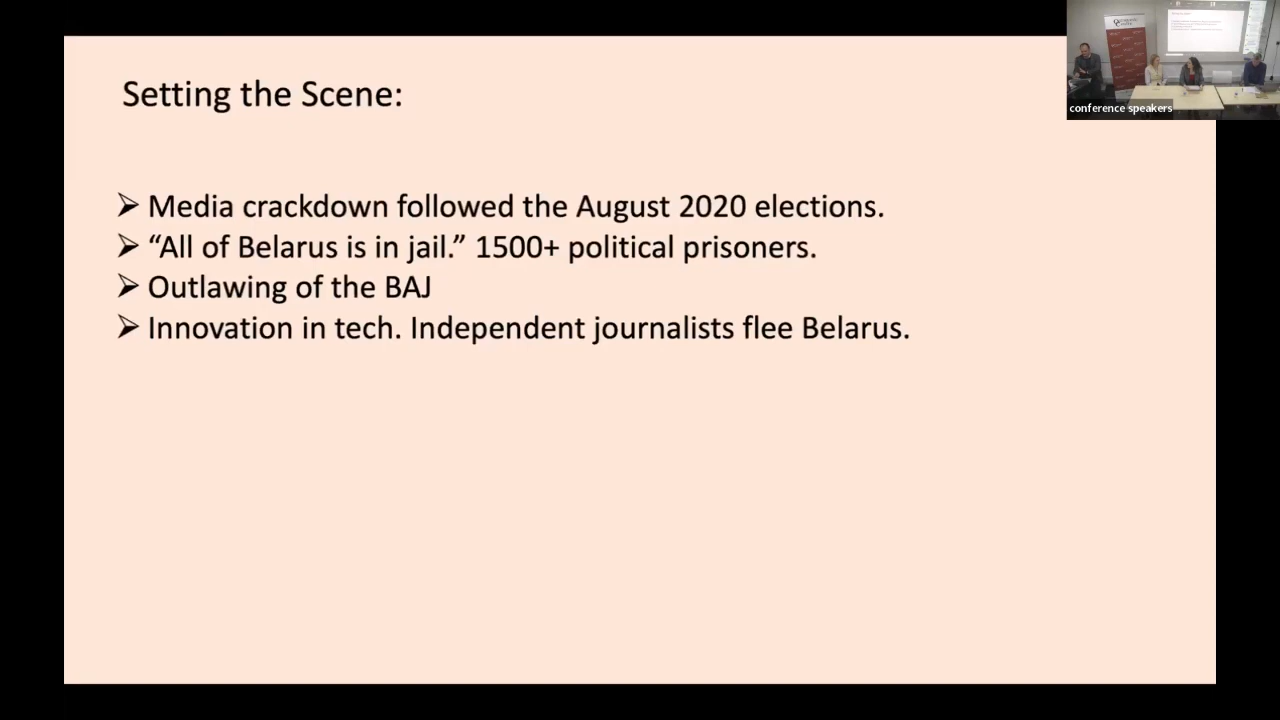 Setting the Scene:
➢ Media crackdown followed the August 2020 elections.
➢ “All of Belarus is in jail.” 1500+ political prisoners.
➢ Outlawing of the BAJ
➢ Innovation in tech. Independent journalists flee Belarus.
conference speakers